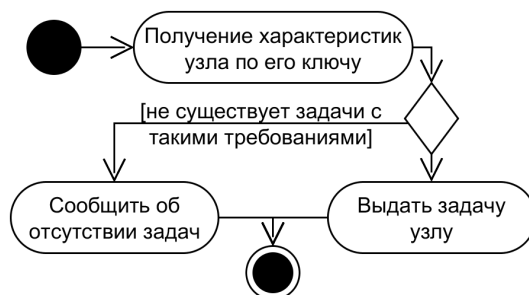 Получение характеристик
узла по его ключу
[не существует задачи с
такими требованиями]
Сообщить об
отсутствии задач
Выдать задачу
узлу